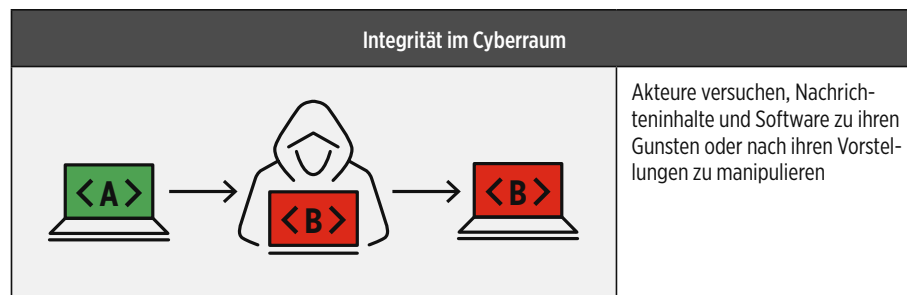 Integrität im Cyberraum
Akteure versuchen, Nachrich-
teninhalte und Software zu ihren
Gunsten oder nach ihren Vorstel-
lungen zu manipulieren
<A>
<B>
<B>